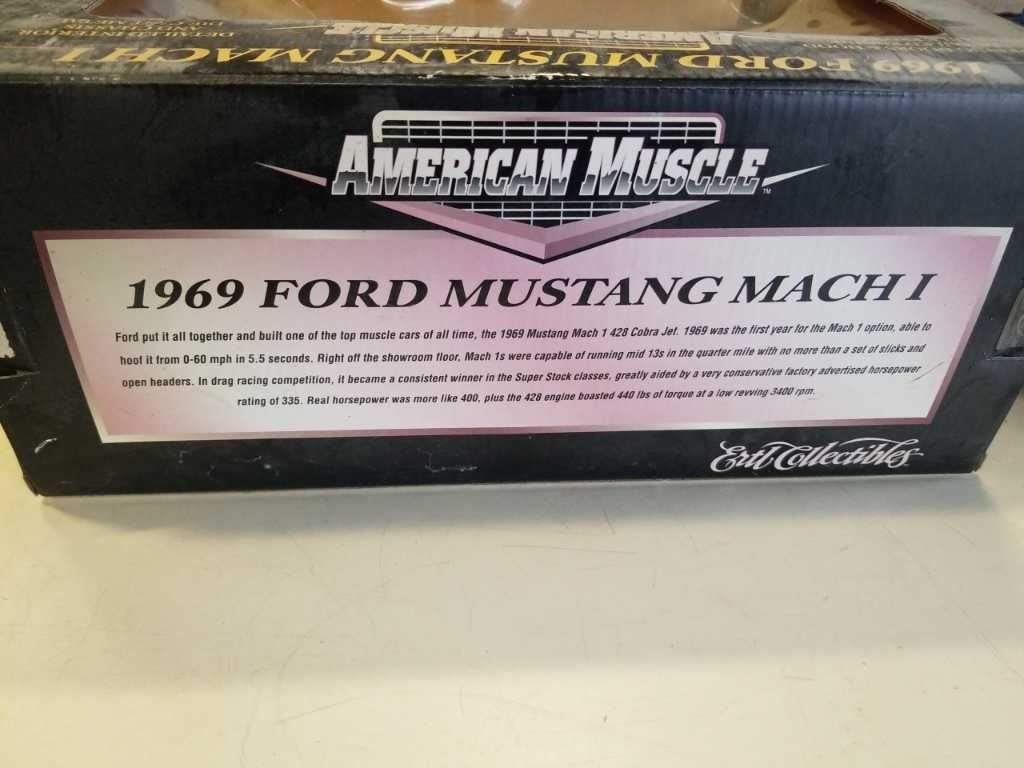 DETAILED INTERIOR
AMERICAN MUSCLE
1969 FORD MUSTANG MACH I
AMERICAN MUSCLE™
1969 FORD MUSTANG MACH I
Ford put it all together and built one of the top muscle cars of all time, the 1969 Mustang Mach 1 428 Cobra Jet. 1969 was the first year for the Mach 1 option, able to
hoot it from 0-60 mph in 5.5 seconds. Right off the showroom floor, Mach 1s were capable of running mid 13s in the quarter mile with no more than a set of slicks and
open headers. In drag racing competition, it became a consistent winner in the Super Stock classes, greatly aided by a very conservative factory advertised horsepower
rating of 335. Real horsepower was more like 400, plus the 428 engine boasted 440 lbs of torque at a low revving 3400 rpm.
Ertl Collectibles